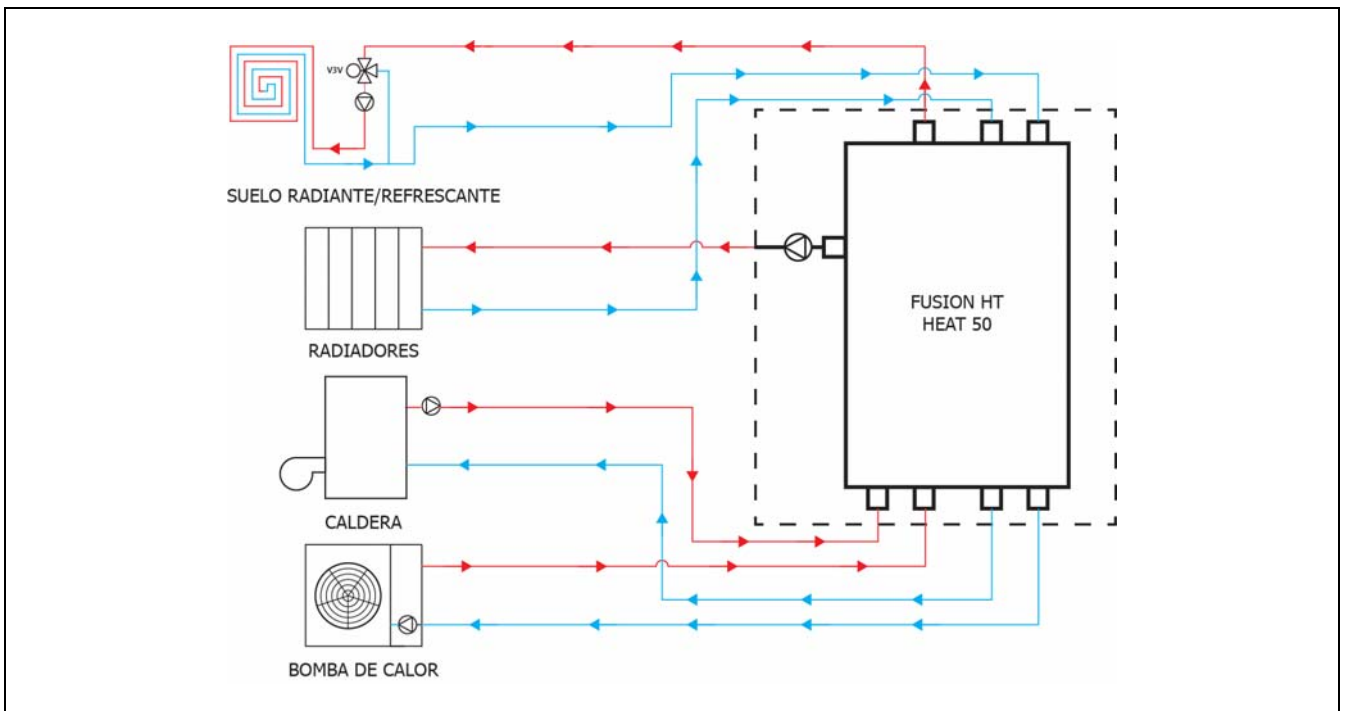 V3V
SUELO RADIANTE/REFRESCANTE
RADIADORES
FUSION HT
HEAT 50
CALDERA
BOMBA DE CALOR